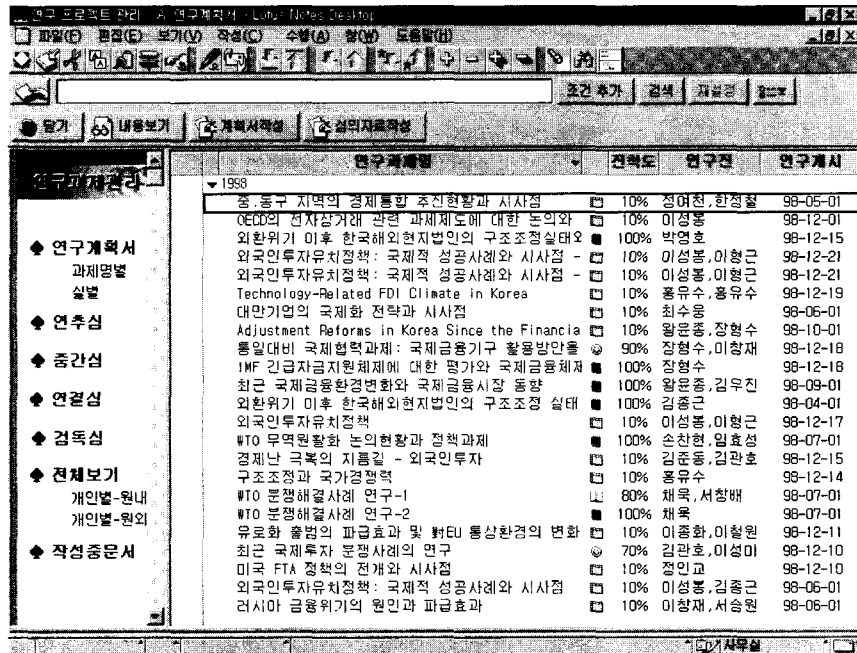 연구 프로젝트 관리 - A. 연구계획서 - Lotus Notes Desktop
파일(F) 편집(E) 보기(V) 작성(C) 수행(A) 창(W) 도움말(H)
조건 추가 검색 재설정
담기 내용보기 계획서작성 심의자료작성
연구과제관리
연구계획서
과제명별
실별
연추심
중간심
연결심
검독심
전체보기
개인별-원내
개인별-원외
작성중문서
연구과제명 진척도 연구진 연구개시
1998
중.동구 지역의 경제통합 추진현황과 시사점 10% 정여천,한정철 98-05-01
OECD의 전자상거래 관련 과세제도에 대한 논의와 10% 이성봉 98-12-01
외환위기 이후 한국해외현지법인의 구조조정실태와 100% 박영호 98-12-15
외국인투자유치정책: 국제적 성공사례와 시사점 - 10% 이성봉,이형근 98-12-21
외국인투자유치정책: 국제적 성공사례와 시사점 - 10% 이성봉,이형근 98-12-21
Technology-Related FDI Climate in Korea 10% 홍유수,홍유수 98-12-19
대만기업의 국제화 전략과 시사점 10% 최수웅 98-06-01
Adjustment Reforms in Korea Since the Financia 10% 왕윤종,장형수 98-10-01
통일대비 국제협력과제: 국제금융기구 활용방안을 90% 장형수,이창재 98-12-18
IMF 긴급자금지원체제에 대한 평가와 국제금융체제 100% 장형수 98-12-18
최근 국제금융환경변화와 국제금융시장 동향 100% 왕윤종,김우진 98-09-01
외환위기 이후 한국해외현지법인의 구조조정 실태 100% 김종근 98-04-01
외국인투자유치정책 10% 이성봉,이형근 98-12-17
WTO 무역원활화 논의현황과 정책과제 100% 손찬현,임효성 98-07-01
경제난 극복의 지름길 - 외국인투자 10% 김준동,김관호 98-12-15
구조조정과 국가경쟁력 10% 홍유수 98-12-14
WTO 분쟁해결사례 연구-1 80% 채욱,서창배 98-07-01
WTO 분쟁해결사례 연구-2 100% 채욱 98-07-01
유로화 출범의 파급효과 및 對EU 통상환경의 변화 10% 이종화,이철원 98-12-11
최근 국제투자 분쟁사례의 연구 70% 김관호,이성미 98-12-10
미국 FTA 정책의 전개와 시사점 10% 정인교 98-12-10
외국인투자유치정책: 국제적 성공사례와 시사점 10% 이성봉,김종근 98-06-01
러시아 금융위기의 원인과 파급효과 10% 이창재,서승원 98-06-01
사무실